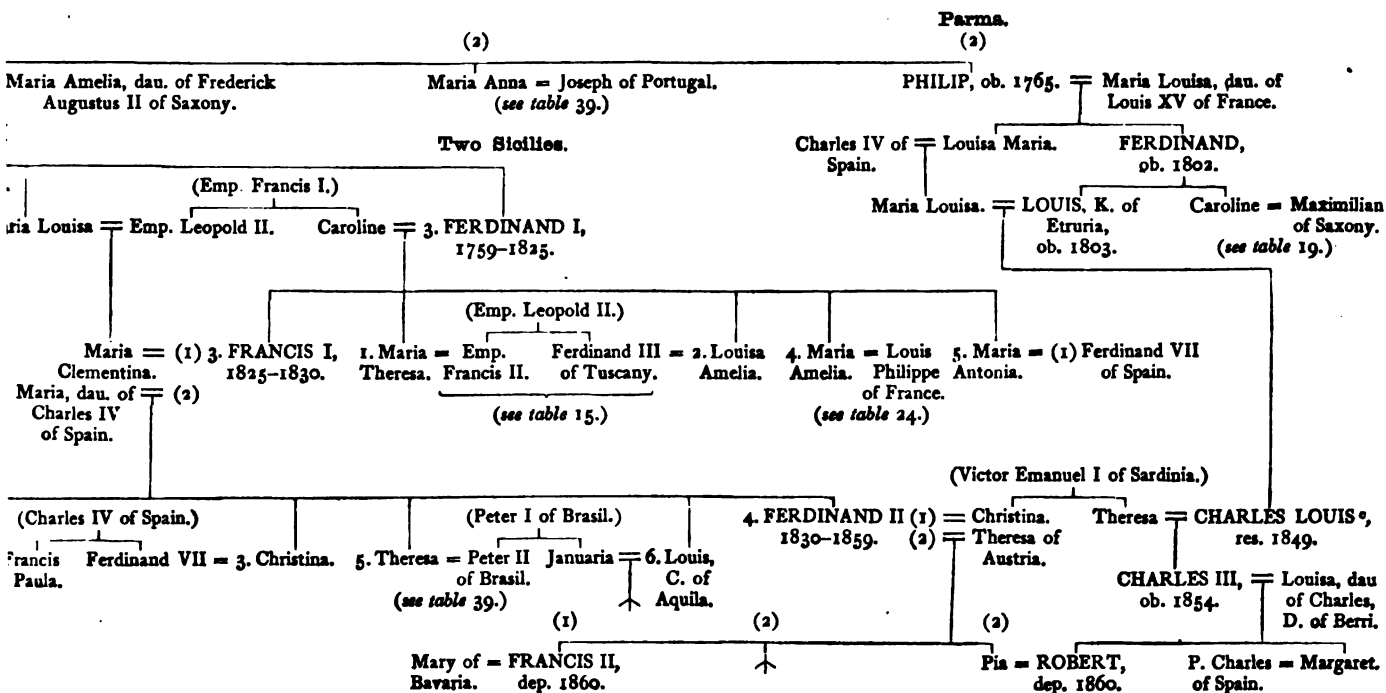 Parma.
(2) (2)
Maria Amelia, dau. of Frederick Maria Anna = Joseph of Portugal. PHILIP, ob. 1765. = Maria Louisa, dau. of
Augustus II of Saxony. (see table 39.) Louis XV of France.
Two Sicilies. Charles IV of = Louisa Maria. FERDINAND,
Spain. ob. 1802.
(Emp. Francis I.)
Maria Louisa. = LOUIS, K. of Caroline = Maximilian
ria Louisa = Emp. Leopold II. Caroline = 3. FERDINAND I, Etruria, of Saxony.
1759–1825. ob. 1803. (see table 19.)
(Emp. Leopold II.)
Maria = (1) 3. FRANCIS I, 1. Maria = Emp. Ferdinand III = 2. Louisa 4. Maria = Louis 5. Maria = (1) Ferdinand VII
Clementina. 1825–1830. Theresa. Francis II. of Tuscany. Amelia. Amelia. Philippe Antonia. of Spain.
Maria, dau. of = (2) of France.
Charles IV (see table 15.) (see table 24.)
of Spain.
(Victor Emanuel I of Sardinia.)
(Charles IV of Spain.) (Peter I of Brasil.) 4. FERDINAND II (1) = Christina. Theresa = CHARLES LOUIS
1830–1859. (2) = Theresa of res. 1849.
Francis Ferdinand VII = 3. Christina. 5. Theresa = Peter II Januaria = 6. Louis, Austria.
Paula. of Brasil. C. of CHARLES III, = Louisa, dau
(see table 39.) Aquila. ob. 1854. of Charles,
D. of Berri.
(1) (2) (2)
Mary of = FRANCIS II, Pia = ROBERT, P. Charles = Margaret.
Bavaria. dep. 1860. dep. 1860. of Spain.